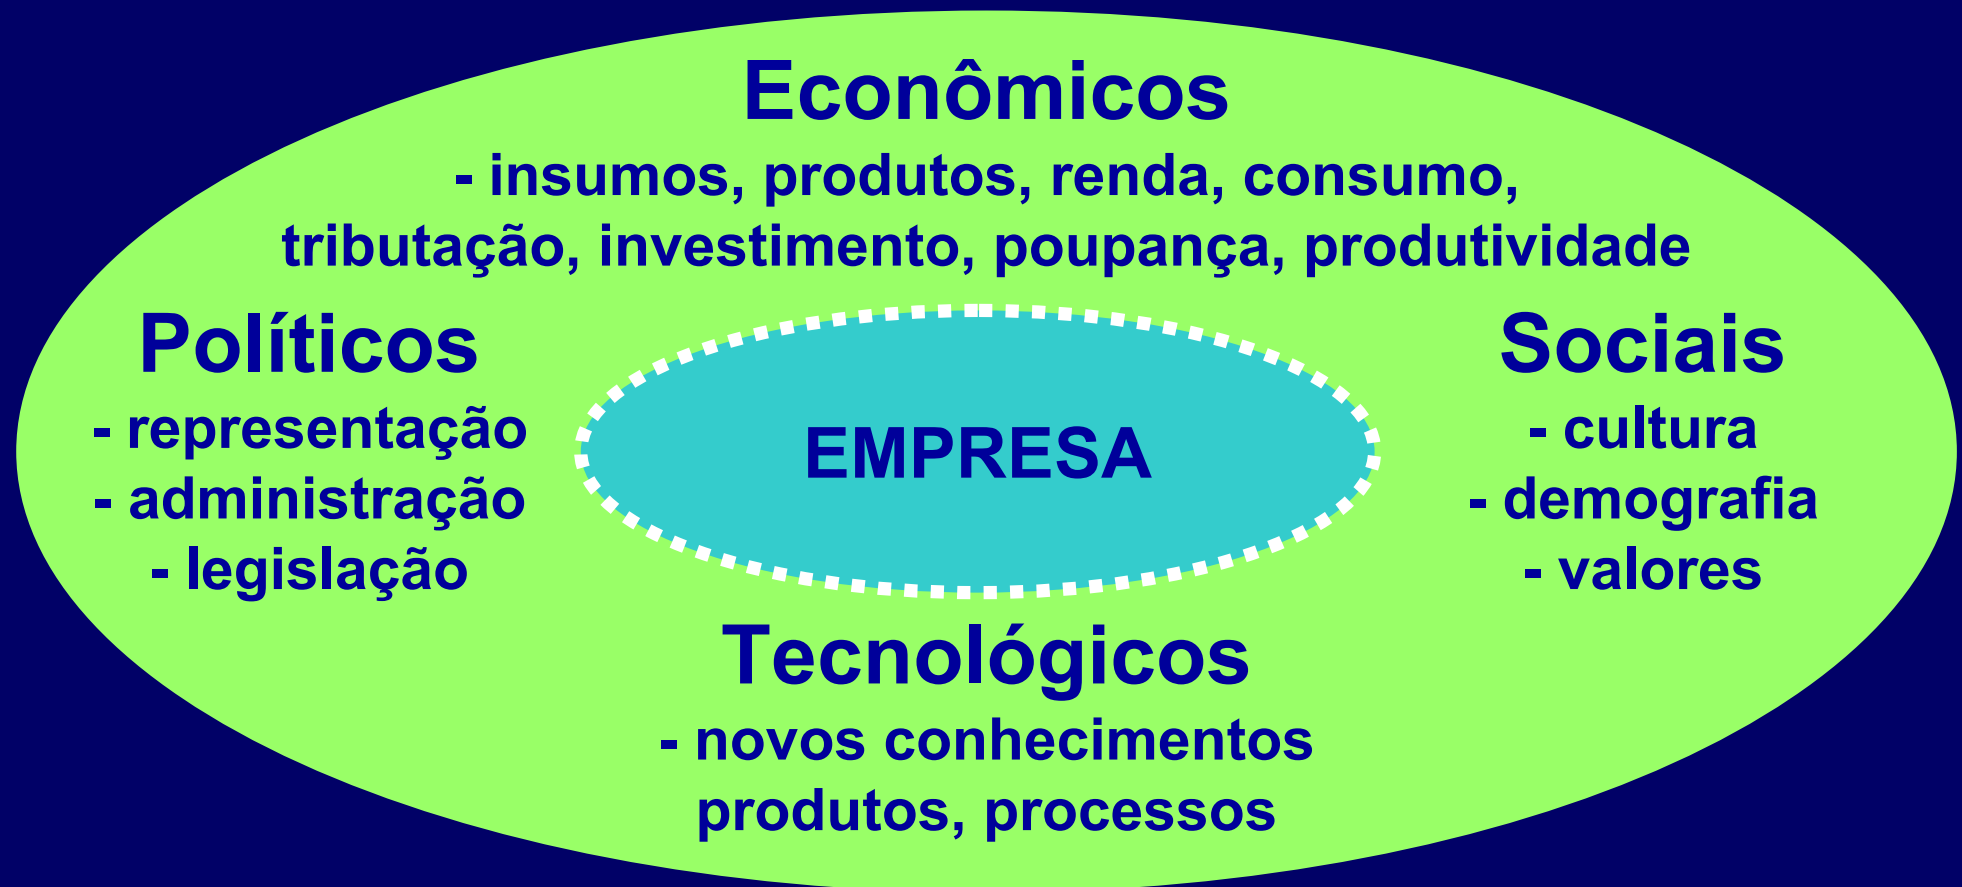 Econômicos
- insumos, produtos, renda, consumo,
tributação, investimento, poupança, produtividade
Políticos
- representação
- administração
- legislação
EMPRESA
Sociais
- cultura
- demografia
- valores
Tecnológicos
- novos conhecimentos
produtos, processos